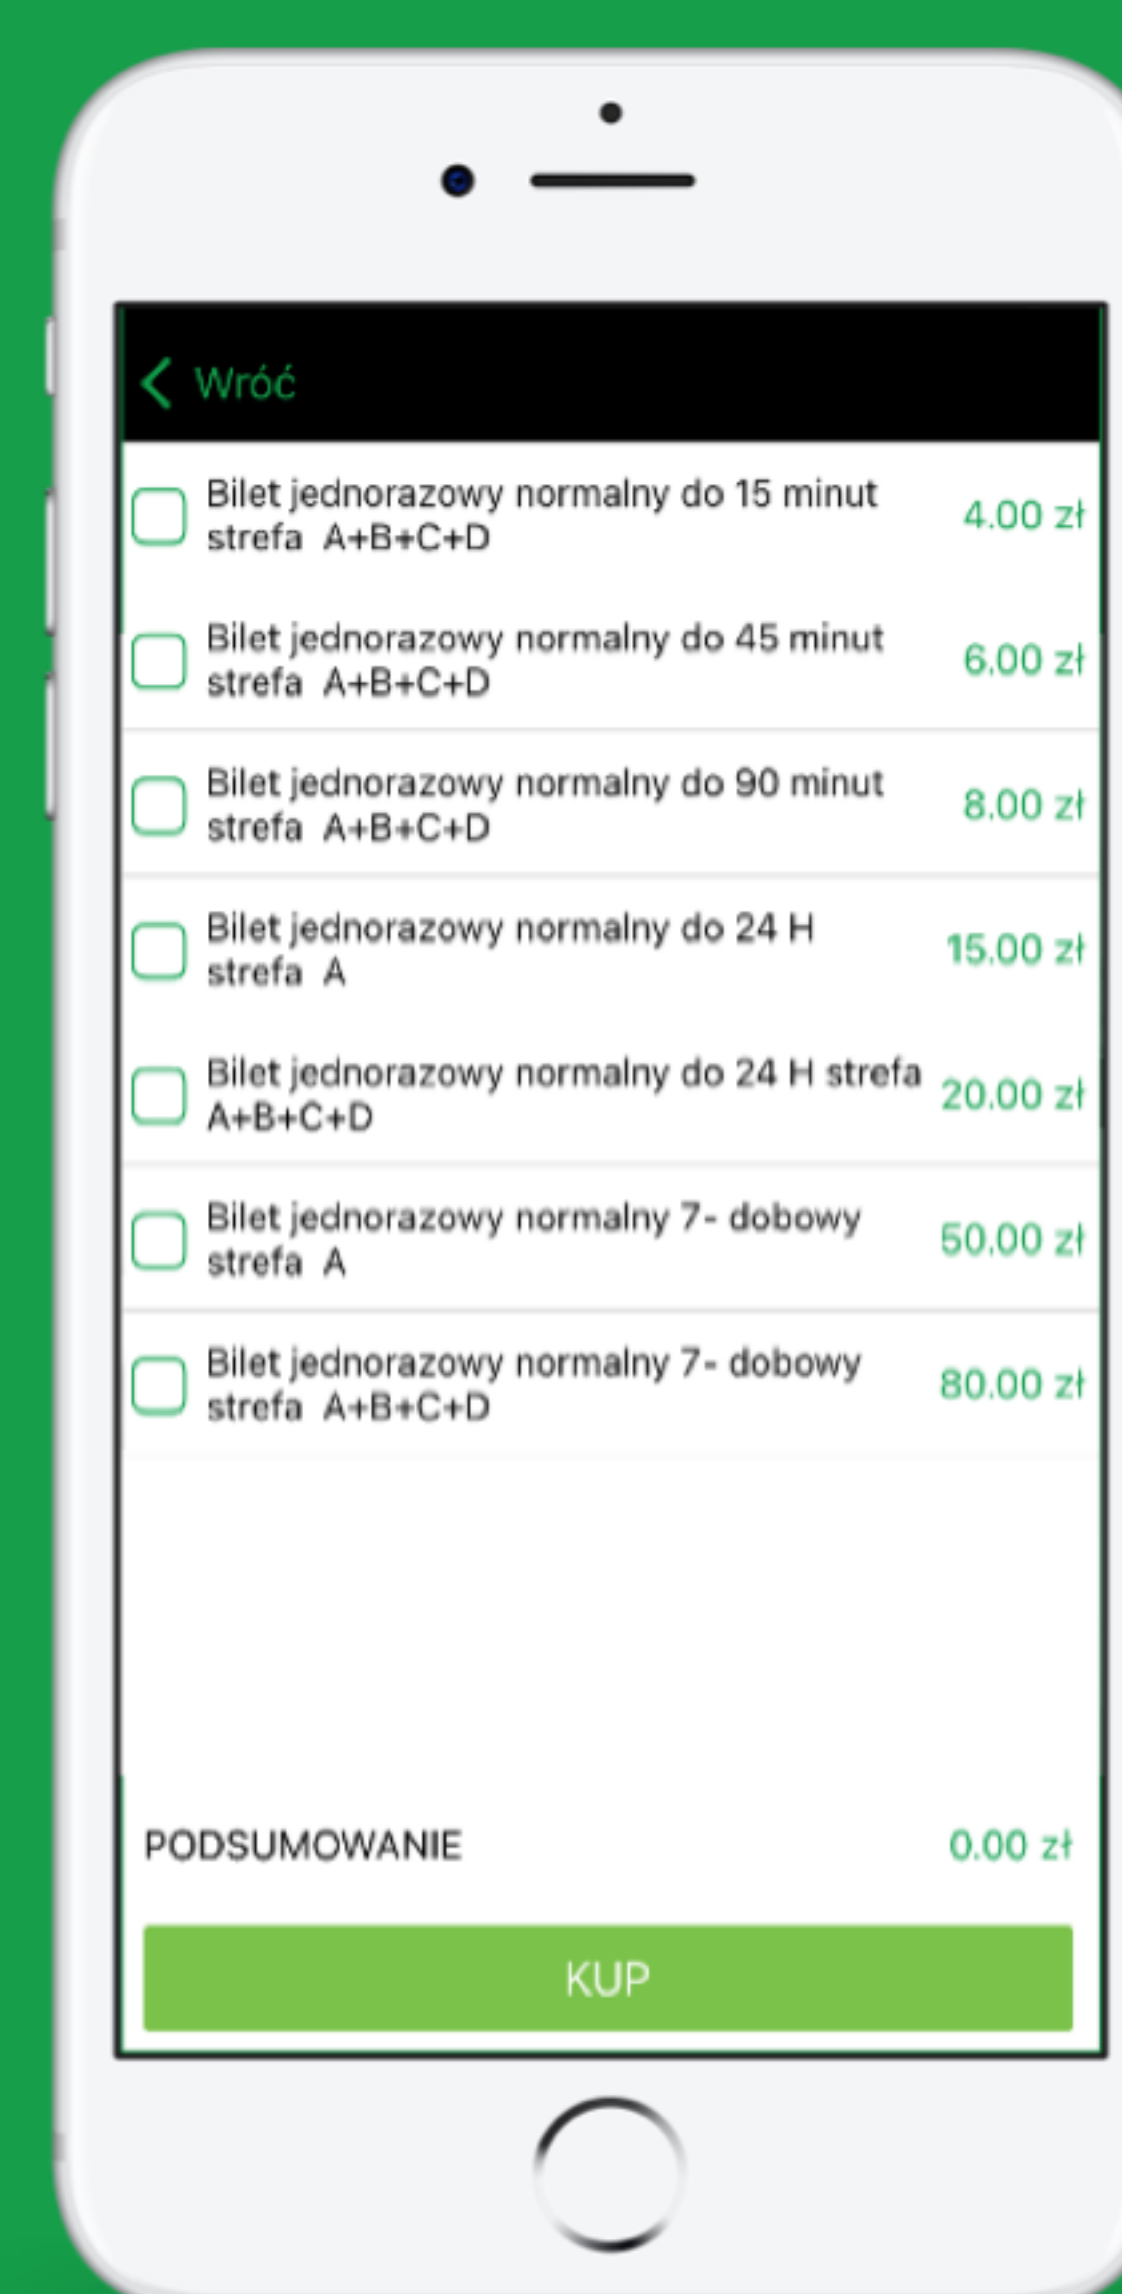 Wróć
Bilet jednorazowy normalny do 15 minut
strefa A+B+C+D
4.00 zł
Bilet jednorazowy normalny do 45 minut
strefa A+B+C+D
6.00 zł
Bilet jednorazowy normalny do 90 minut
strefa A+B+C+D
8.00 zł
Bilet jednorazowy normalny do 24 H
strefa A
15.00 zł
Bilet jednorazowy normalny do 24 H strefa
A+B+C+D
20.00 zł
Bilet jednorazowy normalny 7- dobowy
strefa A
50.00 zł
Bilet jednorazowy normalny 7- dobowy
strefa A+B+C+D
80.00 zł
PODSUMOWANIE
0.00 zł
KUP